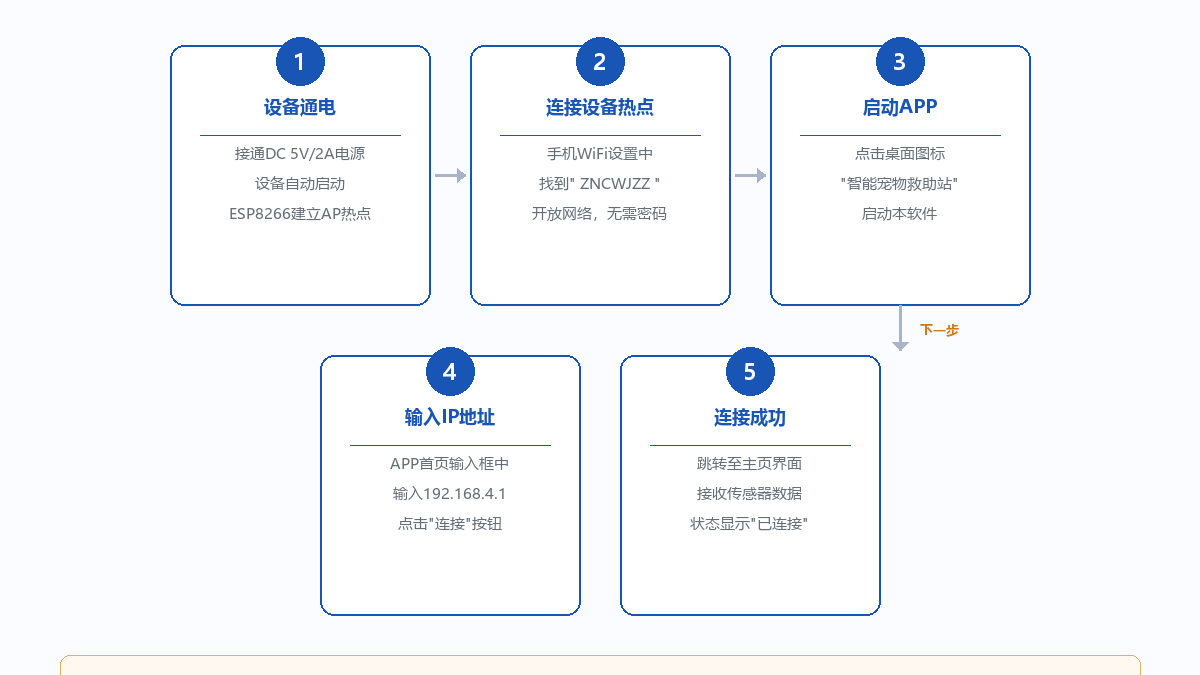 1
设备通电
接通DC 5V/2A电源
设备自动启动
ESP8266建立AP热点
2
连接设备热点
手机WiFi设置中
找到" ZNCWJZZ "
开放网络，无需密码
3
启动APP
点击桌面图标
"智能宠物救助站"
启动本软件
下一步
4
输入IP地址
APP首页输入框中
输入192.168.4.1
点击"连接"按钮
5
连接成功
跳转至主页界面
接收传感器数据
状态显示"已连接"